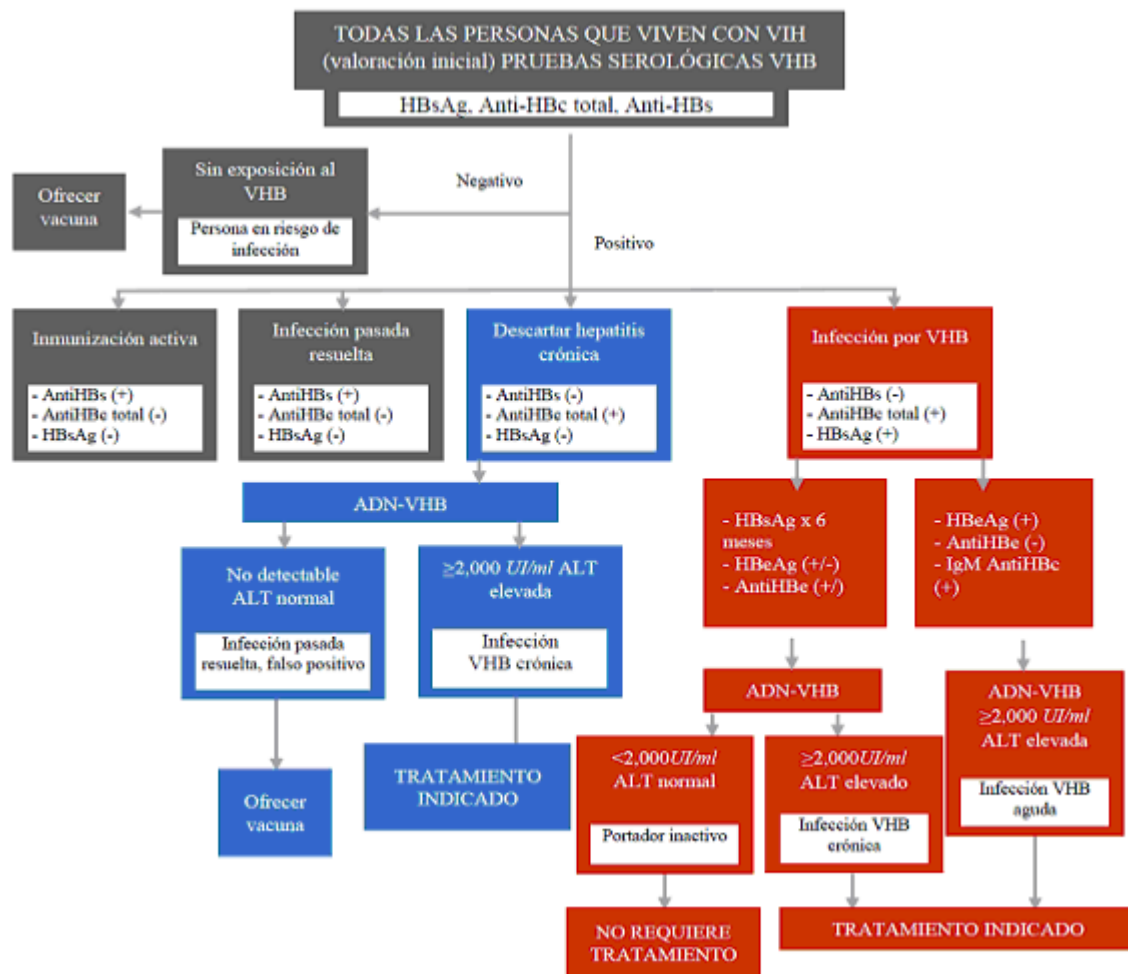 TODAS LAS PERSONAS QUE VIVEN CON VIH
(valoración inicial) PRUEBAS SEROLÓGICAS VHB
HBsAg, Anti-HBc total, Anti-HBs
Sin exposición al
VHB
Persona en riesgo de
infección
Ofrecer
vacuna
Negativo
Positivo
Inmunización activa
- AntiHBs (+)
- AntiHBc total (-)
- HBsAg (-)
Infección pasada
resuelta
- AntiHBs (+)
- AntiHBc total (-)
- HBsAg (-)
Descartar hepatitis
crónica
- AntiHBs (-)
- AntiHBc total (+)
- HBsAg (-)
Infección por VHB
- AntiHBs (-)
- AntiHBc total (+)
- HBsAg (+)
ADN-VHB
No detectable
ALT normal
Infección pasada
resuelta, falso positivo
≥2,000 UI/ml ALT
elevada
Infección
VHB crónica
Ofrecer
vacuna
TRATAMIENTO
INDICADO
- HBsAg x 6
meses
- HBeAg (+/-)
- AntiHBe (+/)
- HBeAg (+)
- AntiHBe (-)
- IgM AntiHBc
(+)
ADN-VHB
<2,000UI/ml
ALT normal
Portador inactivo
≥2,000UI/ml
ALT elevado
Infección VHB
crónica
ADN-VHB
≥2,000 UI/ml
ALT elevada
Infección VHB
aguda
NO REQUIERE
TRATAMIENTO
TRATAMIENTO INDICADO